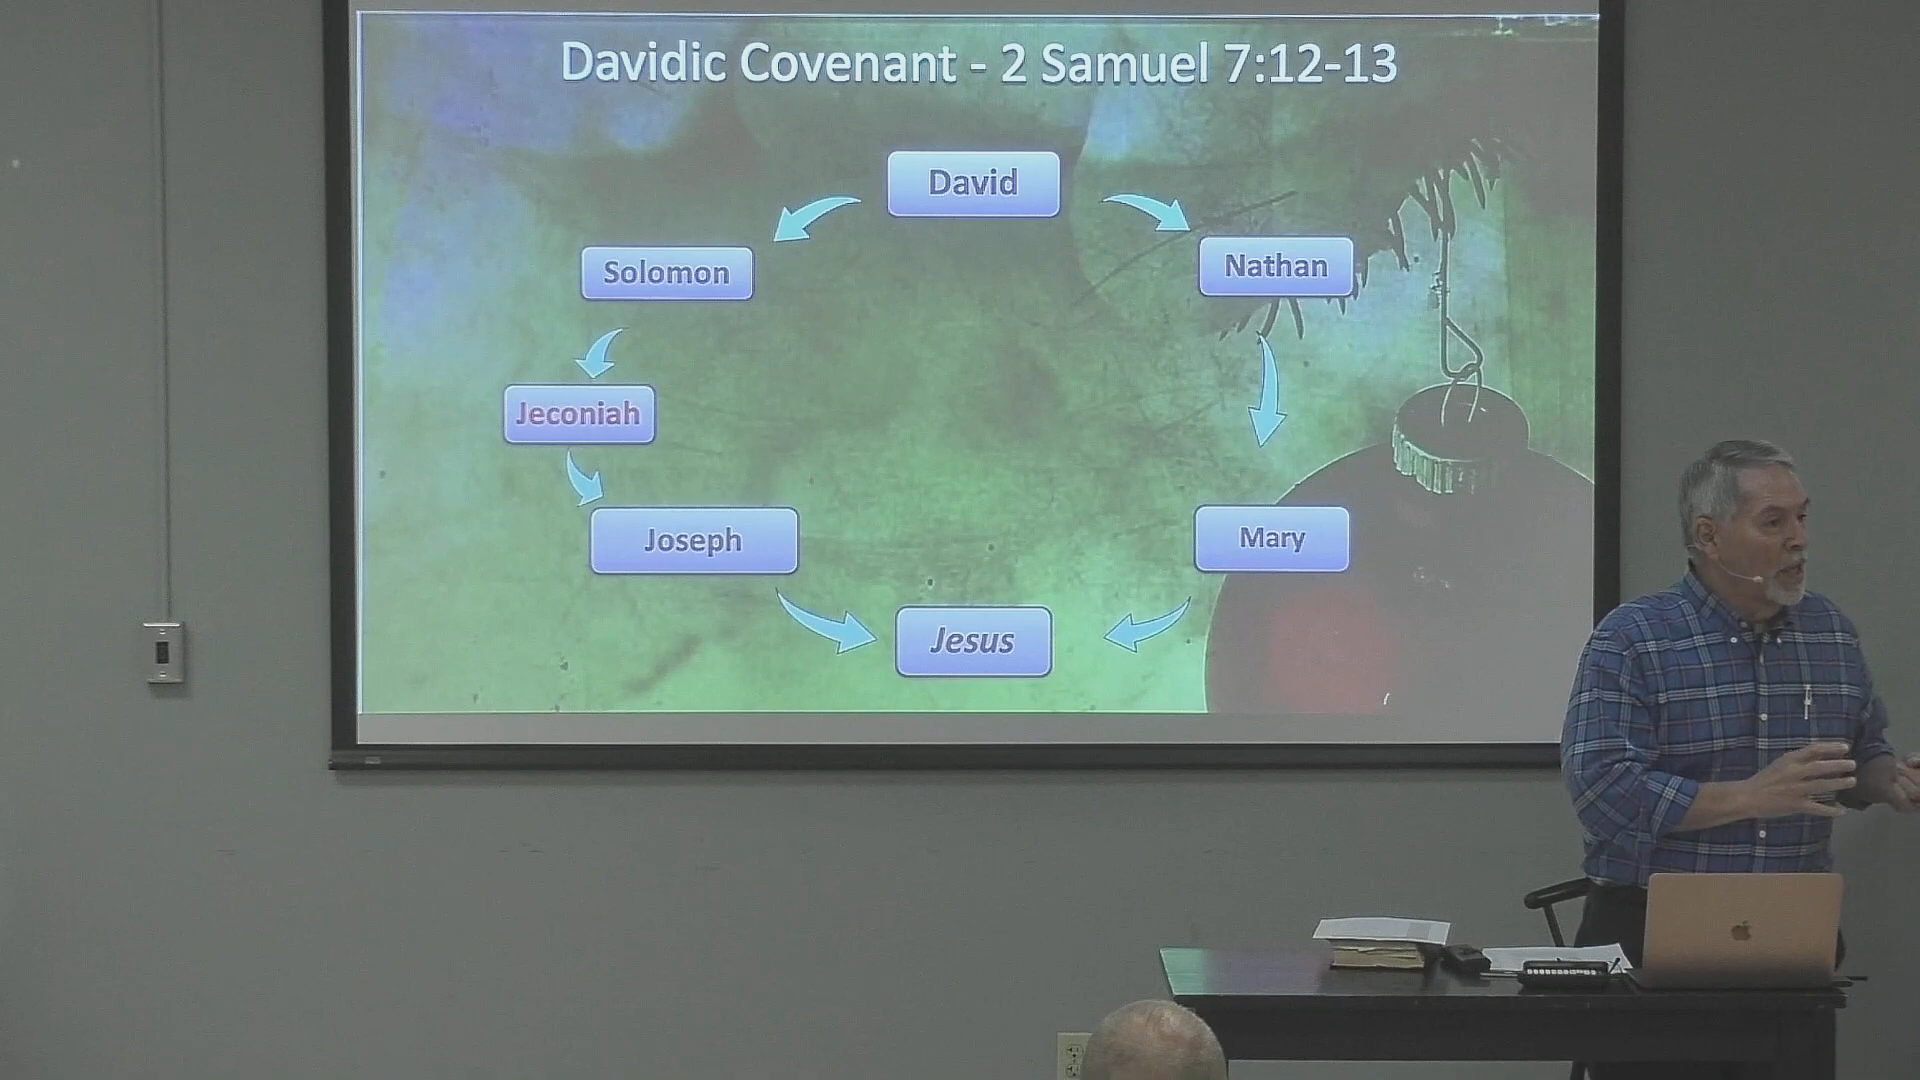 Davidic Covenant - 2 Samuel 7:12-13
David
Solomon
Nathan
Jeconiah
Joseph
Mary
Jesus